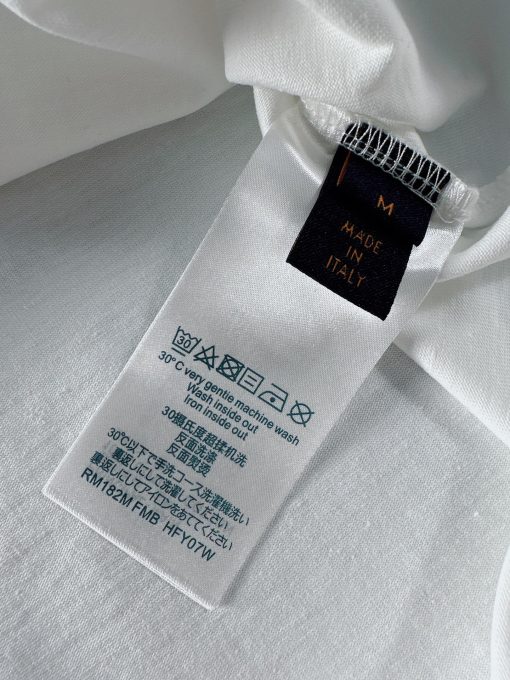 M
MADE
IN
ITALY
30
30°C very gentle machine wash
Wash inside out
Iron inside out
30摄氏度超揉机洗
反面洗涤
反面熨烫
30℃以下で手洗コース洗濯機洗い
裏返しにして洗濯してください
裏返しにしてアイロンをあててください
RM182M FMB HFY07W